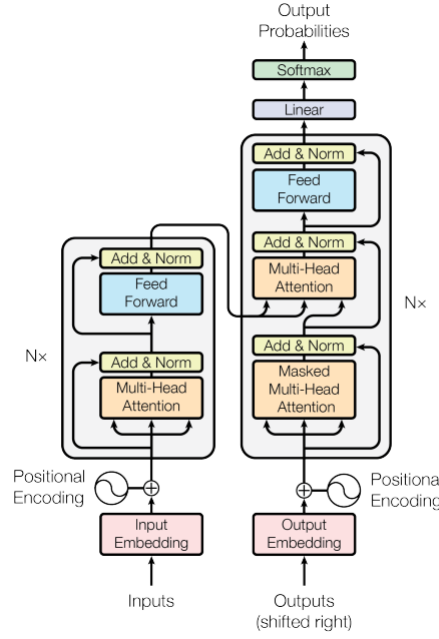 Output
Probabilities
Softmax
Linear
Add & Norm
Feed
Forward
Add & Norm
Multi-Head
Attention
Add & Norm
Masked
Multi-Head
Attention
N×
Add & Norm
Feed
Forward
Add & Norm
Multi-Head
Attention
N×
Positional
Encoding
Positional
Encoding
Input
Embedding
Output
Embedding
Inputs
Outputs
(shifted right)